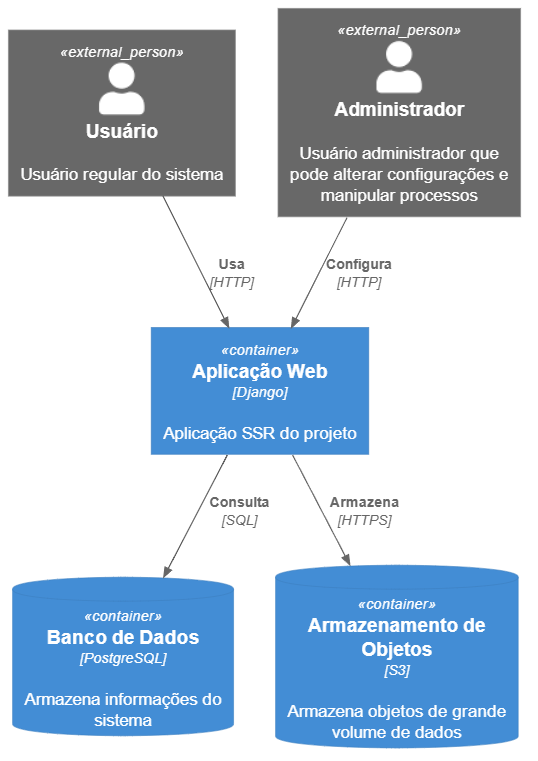 «external_person»
Usuário
Usuário regular do sistema
«external_person»
Administrador
Usuário administrador que
pode alterar configurações e
manipular processos
Usa
[HTTP]
Configura
[HTTP]
«container»
Aplicação Web
[Django]
Aplicação SSR do projeto
Consulta
[SQL]
Armazena
[HTTPS]
«container»
Banco de Dados
[PostgreSQL]
Armazena informações do
sistema
«container»
Armazenamento de
Objetos
[S3]
Armazena objetos de grande
volume de dados